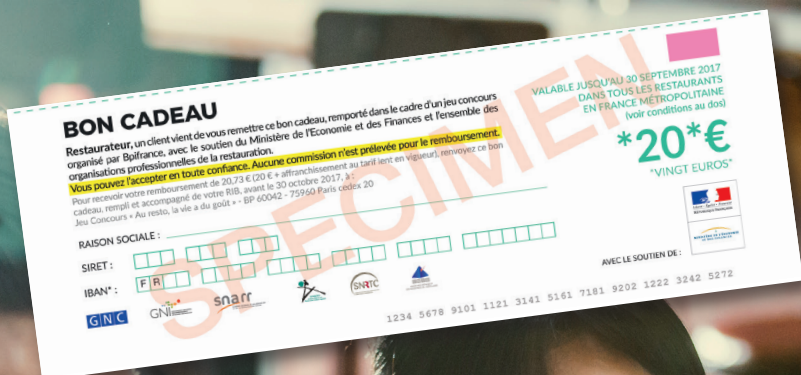 BON CADEAU
Restaurateur, un client vient de vous remettre ce bon cadeau, remporté dans le cadre d'un jeu concours
organisé par Bpifrance, avec le soutien du Ministère de l'Economie et des Finances et l'ensemble des
organisations professionnelles de la restauration.
Vous pouvez l'accepter en toute confiance. Aucune commission n'est prélevée pour le remboursement.
Pour recevoir votre remboursement de 20,73 € (20 € + affranchissement au tarif lent en vigueur), renvoyez ce bon
cadeau, rempli et accompagné de votre RIB, avant le 30 octobre 2017, à :
Jeu Concours « Au resto, la vie a du goût » - BP 60042 - 75960 Paris cedex 20
RAISON SOCIALE :
SIRET :
IBAN* : FR
GNC
GNI
snarr
SNRTC
SPECIMEN
VALABLE JUSQU'AU 30 SEPTEMBRE 2017
DANS TOUS LES RESTAURANTS
EN FRANCE MÉTROPOLITAINE
(voir conditions au dos)
*20*€
*VINGT EUROS*
AVEC LE SOUTIEN DE :
1234 5678 9101 1121 3141 5161 7181 9202 1222 3242 5272